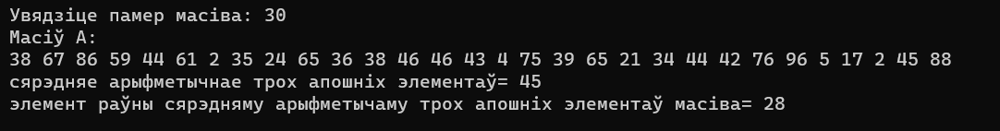 Увядзіце памер масіва: 30
Масіў А:
38 67 86 59 44 61 2 35 24 65 36 38 46 46 43 4 75 39 65 21 34 44 42 76 96 5 17 2 45 88
сярэдняе арыфметычнае трох апошніх элементаў= 45
элемент раўны сярэдняму арыфметычаму трох апошніх элементаў масіва= 28